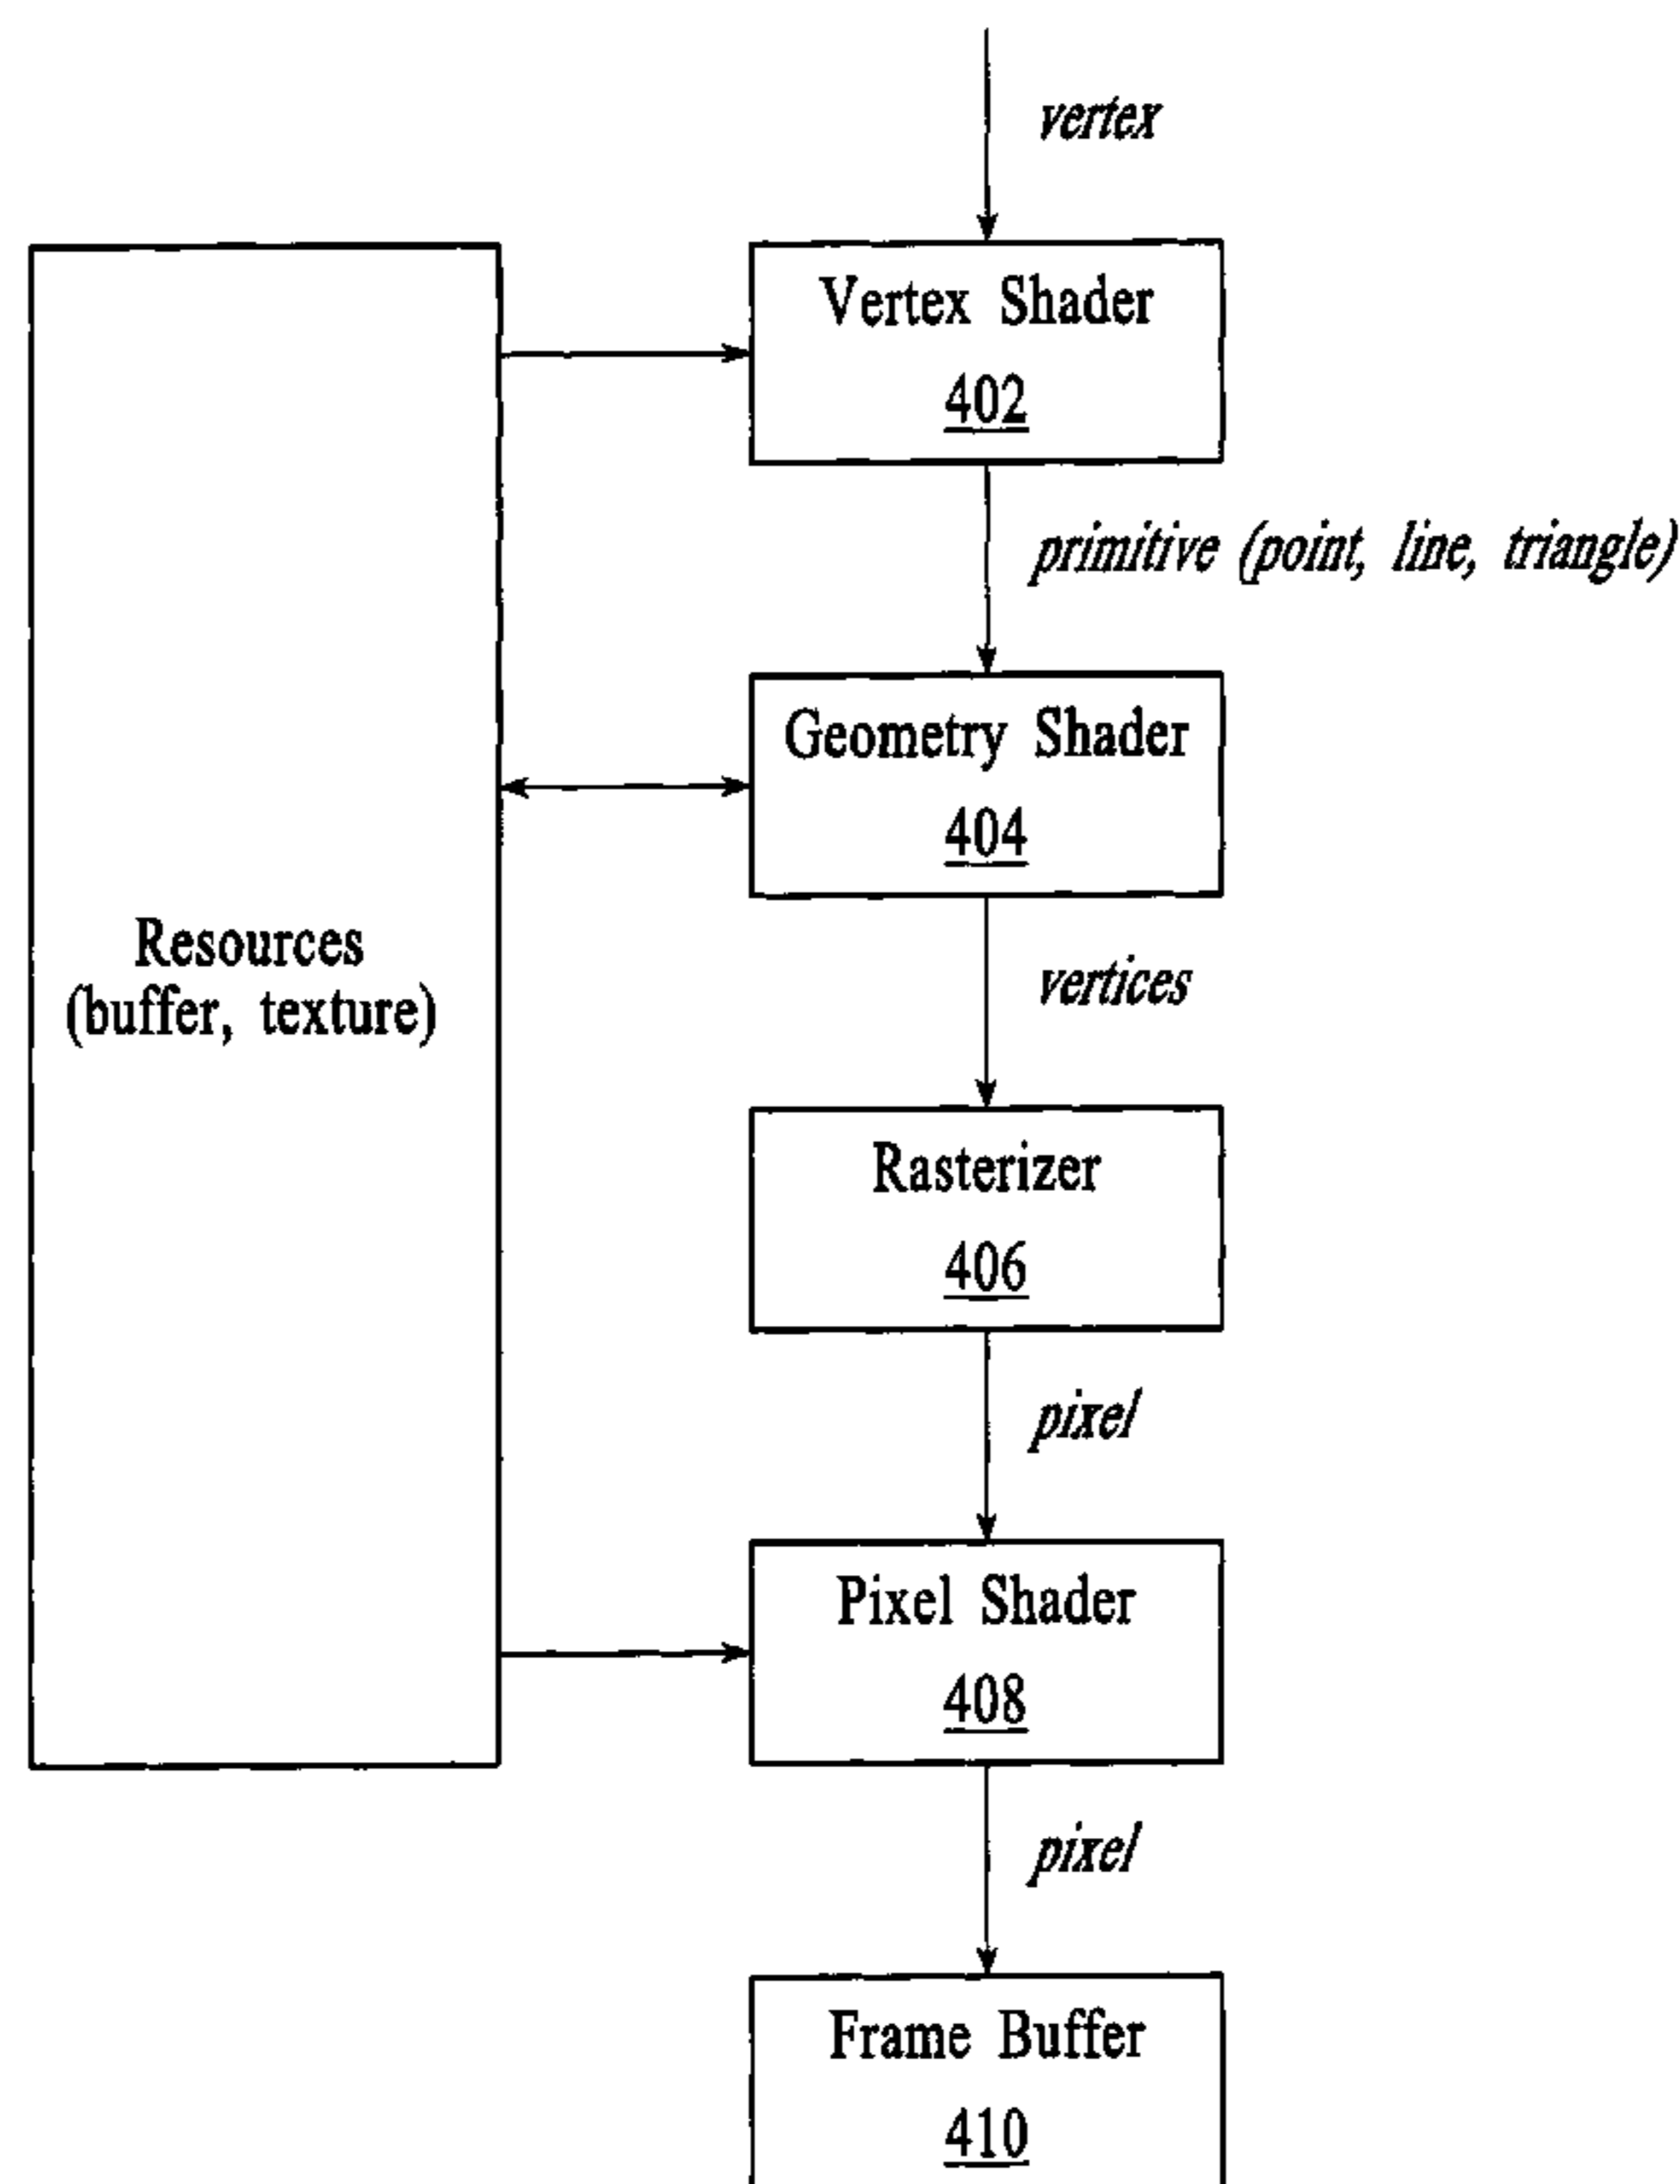 vertex
Vertex Shader
402
primitive (point, line, triangle)
Geometry Shader
404
Resources
(buffer, texture)
vertices
Rasterizer
406
pixel
Pixel Shader
408
pixel
Frame Buffer
410